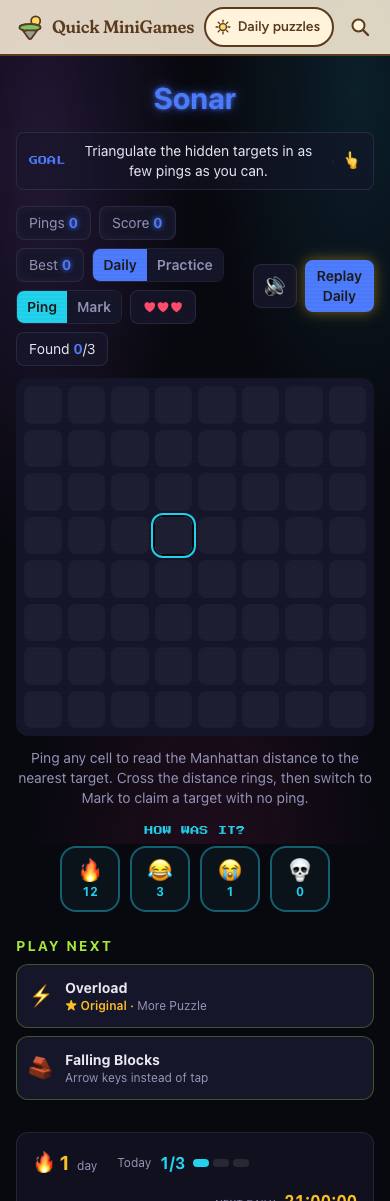 Quick MiniGames
Daily puzzles
Sonar
GOAL
Triangulate the hidden targets in as
few pings as you can.
Pings 0
Score 0
Best 0
Daily
Practice
Ping
Mark
Found 0/3
Replay
Daily
Ping any cell to read the Manhattan distance to the
nearest target. Cross the distance rings, then switch to
Mark to claim a target with no ping.
HOW WAS IT?
12
3
1
0
PLAY NEXT
Overload
Original · More Puzzle
Falling Blocks
Arrow keys instead of tap
1 day
Today 1/3
NEXT DAILY 21:00:00